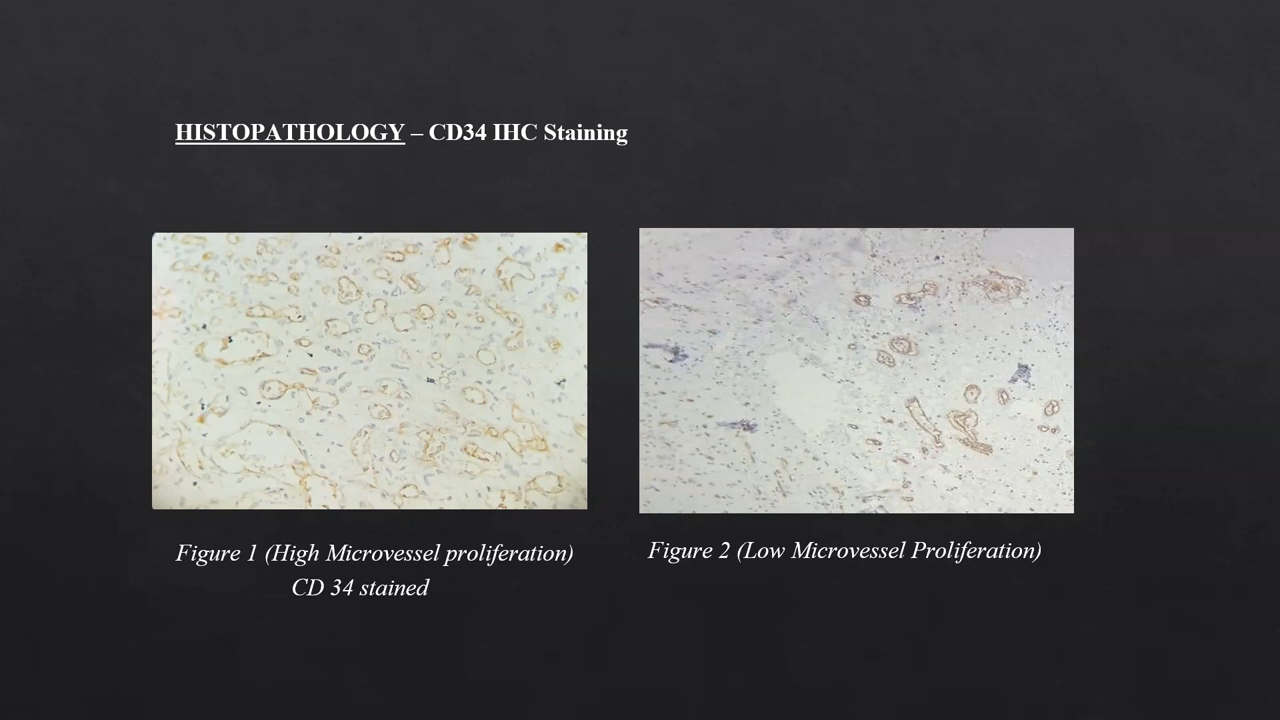 HISTOPATHOLOGY – CD34 IHC Staining
Figure 1 (High Microvessel proliferation)
CD 34 stained
Figure 2 (Low Microvessel Proliferation)